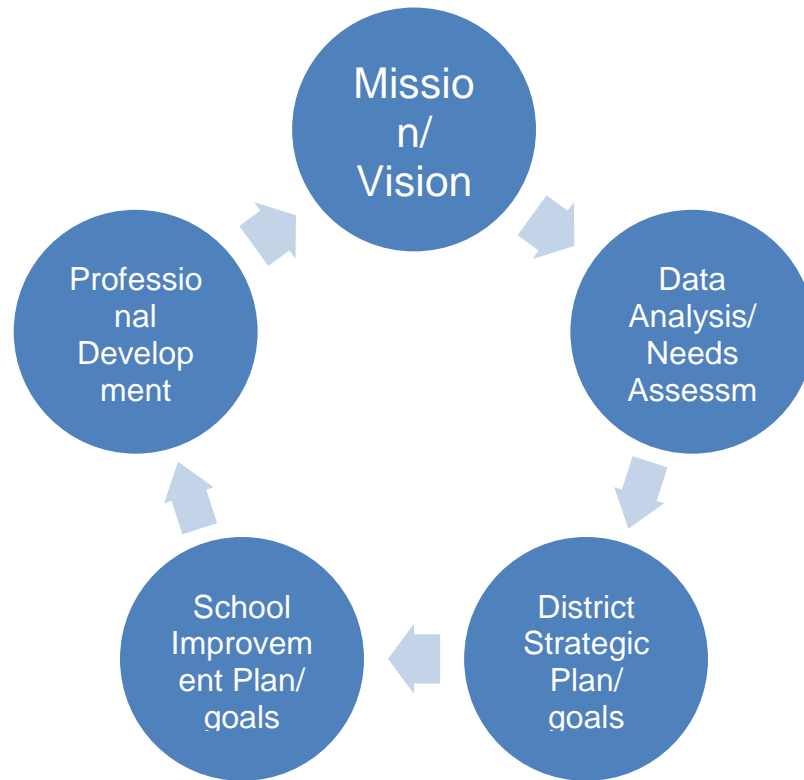 Missio
n/
Vision
Data
Analysis/
Needs
Assessm
District
Strategic
Plan/
goals
School
Improvem
ent Plan/
goals
Professio
nal
Develop
ment